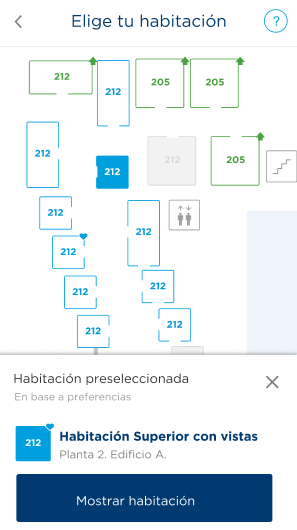 Elige tu habitación
?
212
212
205
205
212
212
212
205
212
212
212
212
212
212
212
Habitación preseleccionada
En base a preferencias
212
Habitación Superior con vistas
Planta 2. Edificio A.
Mostrar habitación